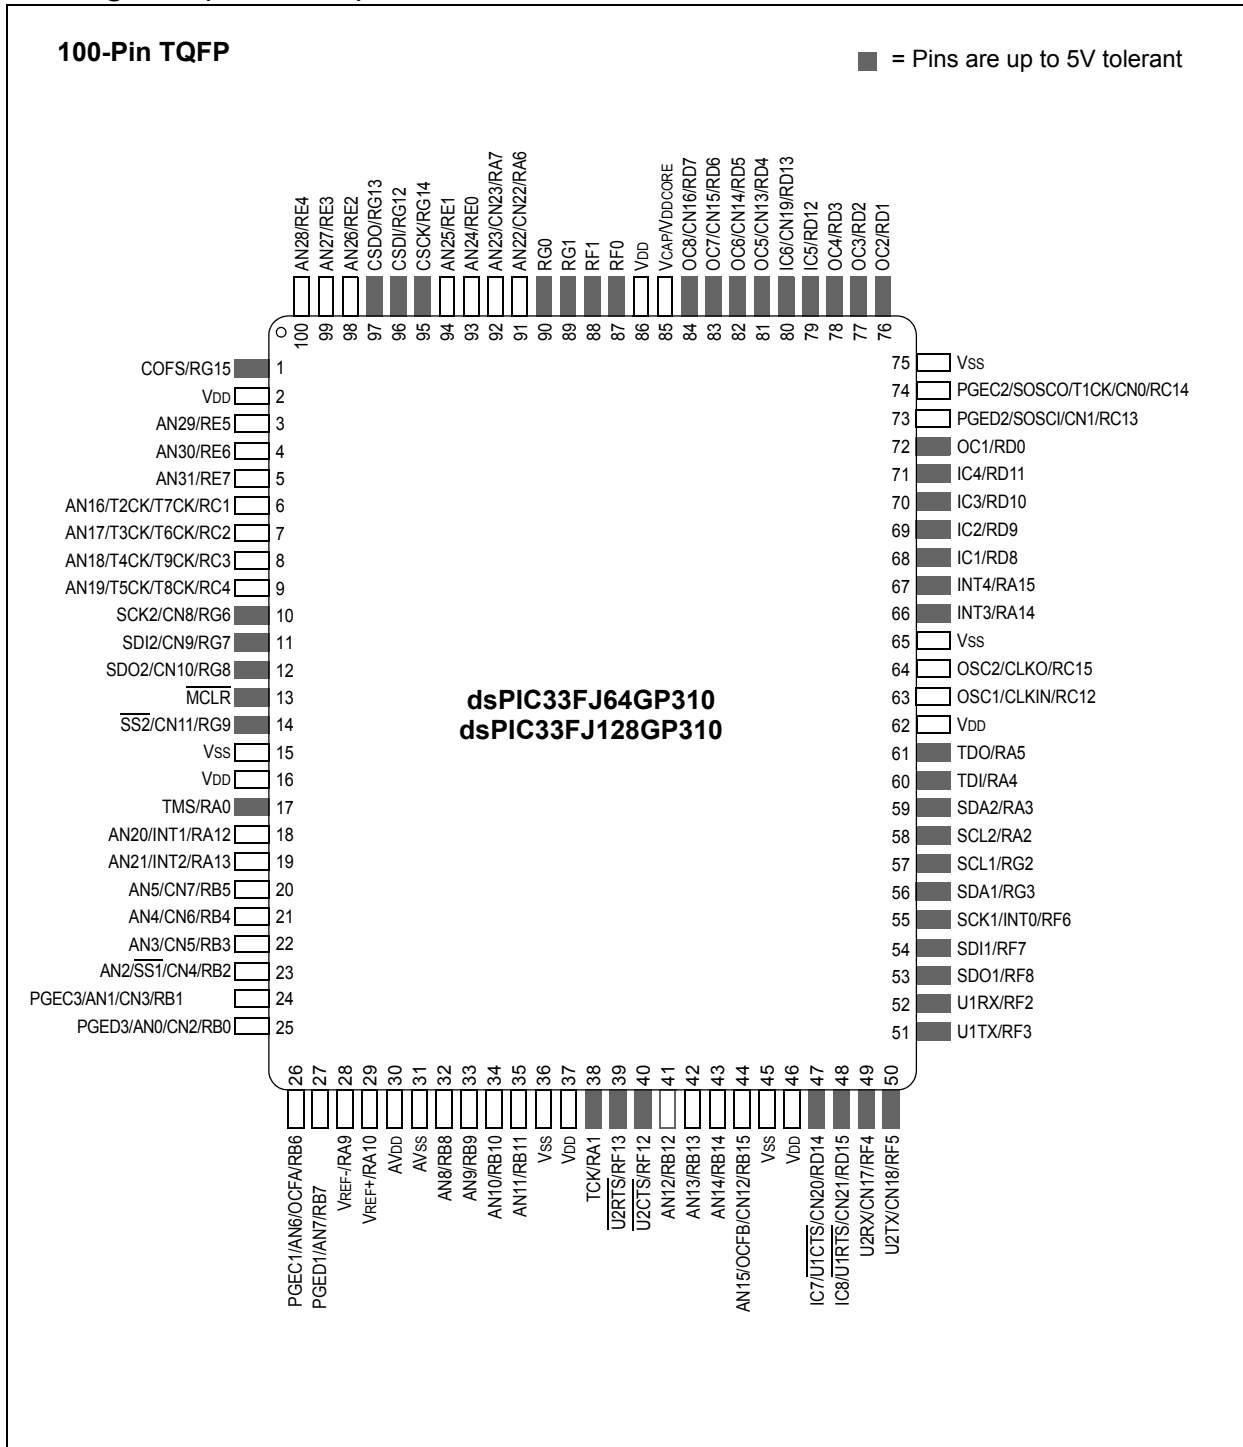 100-Pin TQFP
= Pins are up to 5V tolerant
AN28/RE4
AN27/RE3
AN26/RE2
CSDO/RG13
CSDI/RG12
CSCK/RG14
AN25/RE1
AN24/RE0
AN23/CN23/RA7
AN22/CN22/RA6
RG0
RG1
RF1
RF0
VDD
VCAP/VDDCORE
OC8/CN16/RD7
OC7/CN15/RD6
OC6/CN14/RD5
OC5/CN13/RD4
IC6/CN19/RD13
IC5/RD12
OC4/RD3
OC3/RD2
OC2/RD1
100
99
98
97
96
95
94
93
92
91
90
89
88
87
86
85
84
83
82
81
80
79
78
77
76
COFS/RG15 1
VDD 2
AN29/RE5 3
AN30/RE6 4
AN31/RE7 5
AN16/T2CK/T7CK/RC1 6
AN17/T3CK/T6CK/RC2 7
AN18/T4CK/T9CK/RC3 8
AN19/T5CK/T8CK/RC4 9
SCK2/CN8/RG6 10
SDI2/CN9/RG7 11
SDO2/CN10/RG8 12
MCLR 13
SS2/CN11/RG9 14
VSS 15
VDD 16
TMS/RA0 17
AN20/INT1/RA12 18
AN21/INT2/RA13 19
AN5/CN7/RB5 20
AN4/CN6/RB4 21
AN3/CN5/RB3 22
AN2/SS1/CN4/RB2 23
PGEC3/AN1/CN3/RB1 24
PGED3/AN0/CN2/RB0 25
dsPIC33FJ64GP310
dsPIC33FJ128GP310
75 VSS
74 PGEC2/SOSCO/T1CK/CN0/RC14
73 PGED2/SOSCI/CN1/RC13
72 OC1/RD0
71 IC4/RD11
70 IC3/RD10
69 IC2/RD9
68 IC1/RD8
67 INT4/RA15
66 INT3/RA14
65 VSS
64 OSC2/CLKO/RC15
63 OSC1/CLKIN/RC12
62 VDD
61 TDO/RA5
60 TDI/RA4
59 SDA2/RA3
58 SCL2/RA2
57 SCL1/RG2
56 SDA1/RG3
55 SCK1/INT0/RF6
54 SDI1/RF7
53 SDO1/RF8
52 U1RX/RF2
51 U1TX/RF3
26
27
28
29
30
31
32
33
34
35
36
37
38
39
40
41
42
43
44
45
46
47
48
49
50
PGEC1/AN6/OCFA/RB6
PGED1/AN7/RB7
VREF-/RA9
VREF+/RA10
AVDD
AVSS
AN8/RB8
AN9/RB9
AN10/RB10
AN11/RB11
VSS
VDD
TCK/RA1
U2RTS/RF13
U2CTS/RF12
AN12/RB12
AN13/RB13
AN14/RB14
AN15/OCFB/CN12/RB15
VSS
VDD
IC7/U1CTS/CN20/RD14
IC8/U1RTS/CN21/RD15
U2RX/CN17/RF4
U2TX/CN18/RF5